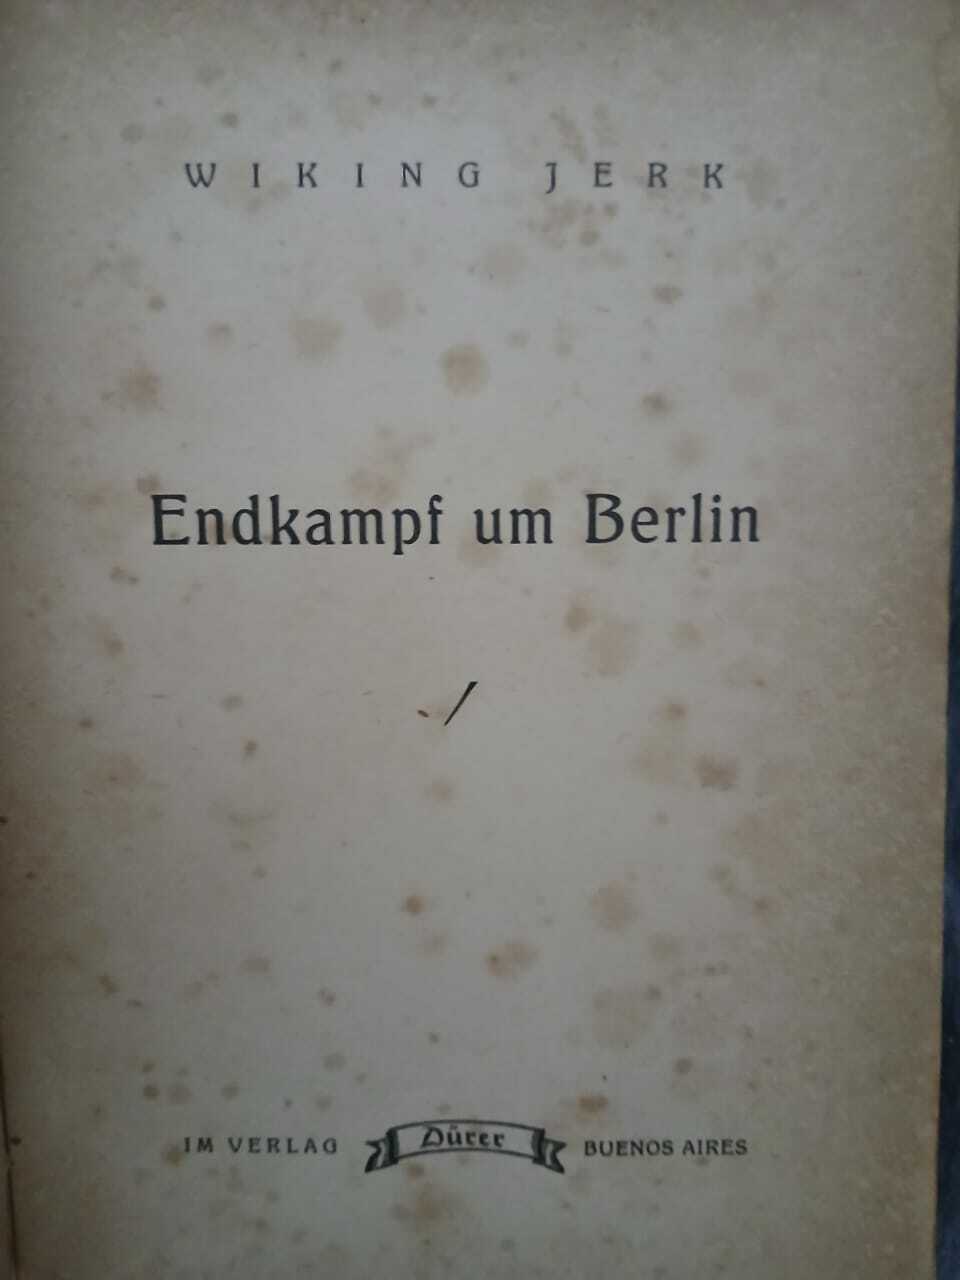 WIKING JERK
Endkampf um Berlin
IM VERLAG Dürer BUENOS AIRES